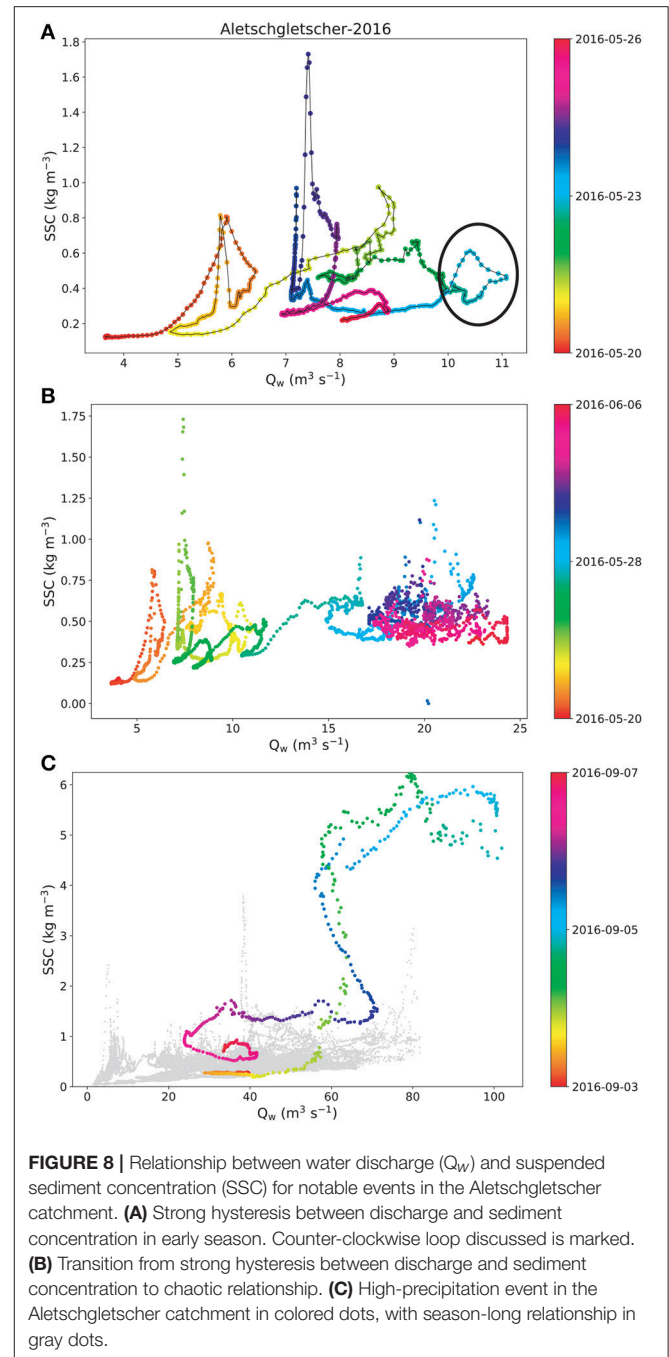 A
Aletschgletscher-2016
1.8
1.6
1.4
1.2
1.0
0.8
0.6
0.4
0.2
SSC (kg m⁻³)
4 5 6 7 8 9 10 11
Q_w (m³ s⁻¹)
2016-05-26
2016-05-23
2016-05-20
B
1.75
1.50
1.25
1.00
0.75
0.50
0.25
0.00
SSC (kg m⁻³)
5 10 15 20 25
Q_w (m³ s⁻¹)
2016-06-06
2016-05-28
2016-05-20
C
6
5
4
3
2
1
0
SSC (kg m⁻³)
0 20 40 60 80 100
Q_w (m³ s⁻¹)
2016-09-07
2016-09-05
2016-09-03
FIGURE 8 | Relationship between water discharge (Q_W) and suspended
sediment concentration (SSC) for notable events in the Aletschgletscher
catchment. (A) Strong hysteresis between discharge and sediment
concentration in early season. Counter-clockwise loop discussed is marked.
(B) Transition from strong hysteresis between discharge and sediment
concentration to chaotic relationship. (C) High-precipitation event in the
Aletschgletscher catchment in colored dots, with season-long relationship in
gray dots.